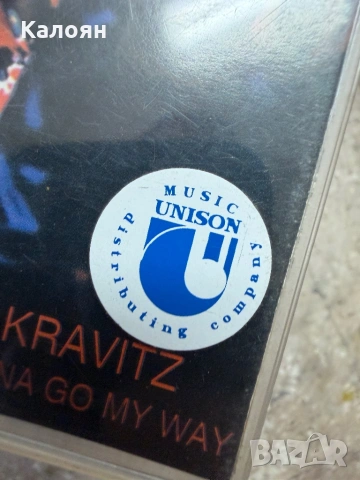 Калоян
MUSIC
UNISON
distributing company
KRAVITZ
NA GO MY WAY
BAZAR